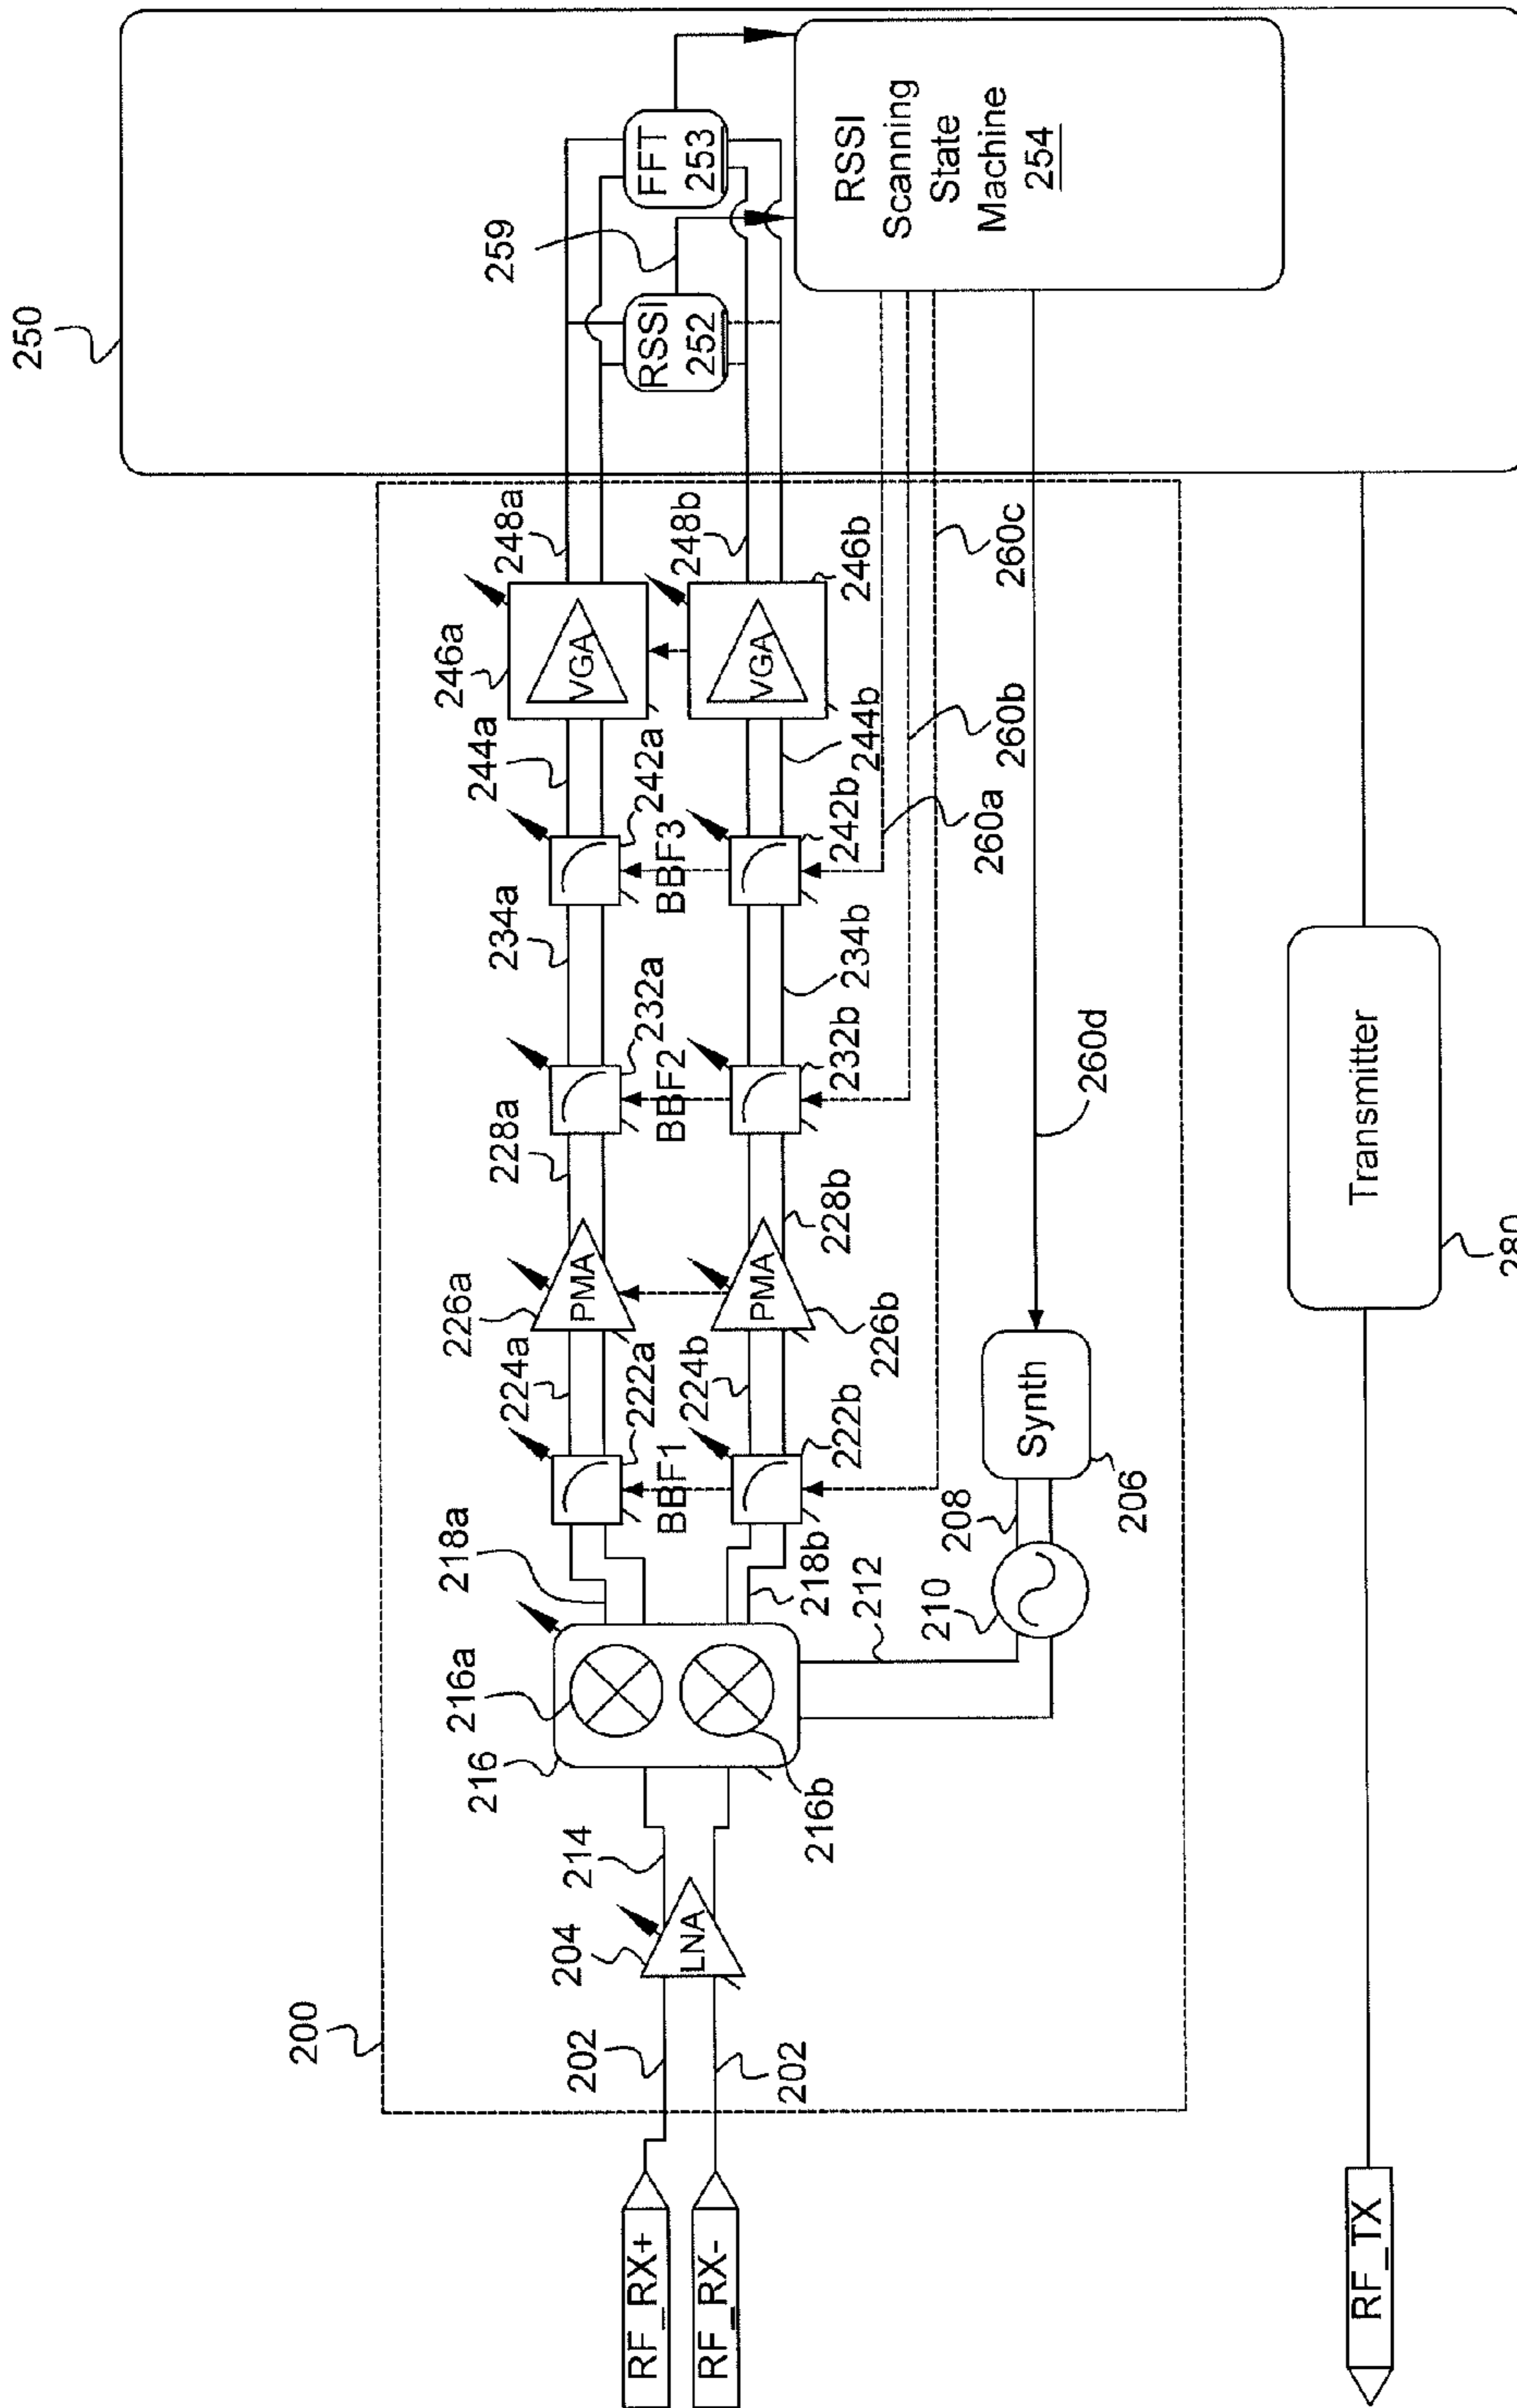 250
200
259
RSSI
252
FFT
253
RSSI
Scanning
State
Machine
254
246a
248a
VGA
248b
246b
VGA
244a
244b
242a
BBF3
242b
234a
234b
232a
BBF2
232b
228a
228b
226a
PMA
PMA
226b
224a
224b
222a
BBF1
222b
218a
218b
216a
216
216b
214
204
LNA
202
202
RF_RX+
RF_RX-
212
210
208
Synth
206
260a
260b
260c
260d
Transmitter
280
RF_TX